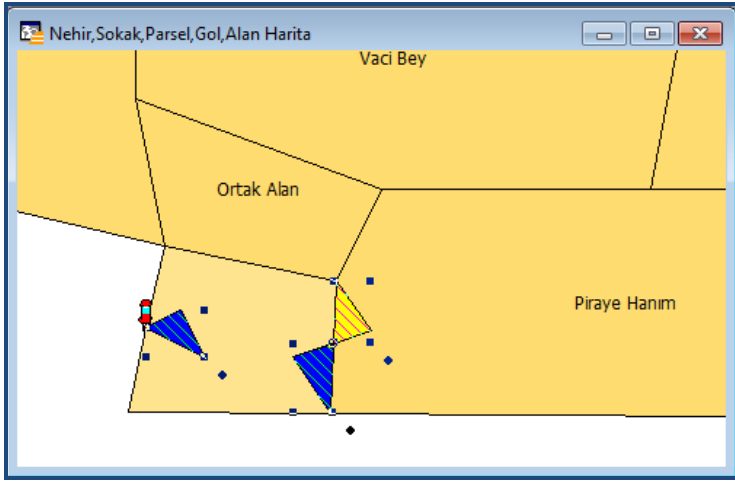 Nehir,Sokak,Parsel,Gol,Alan Harita
Vaci Bey
Ortak Alan
Piraye Hanım